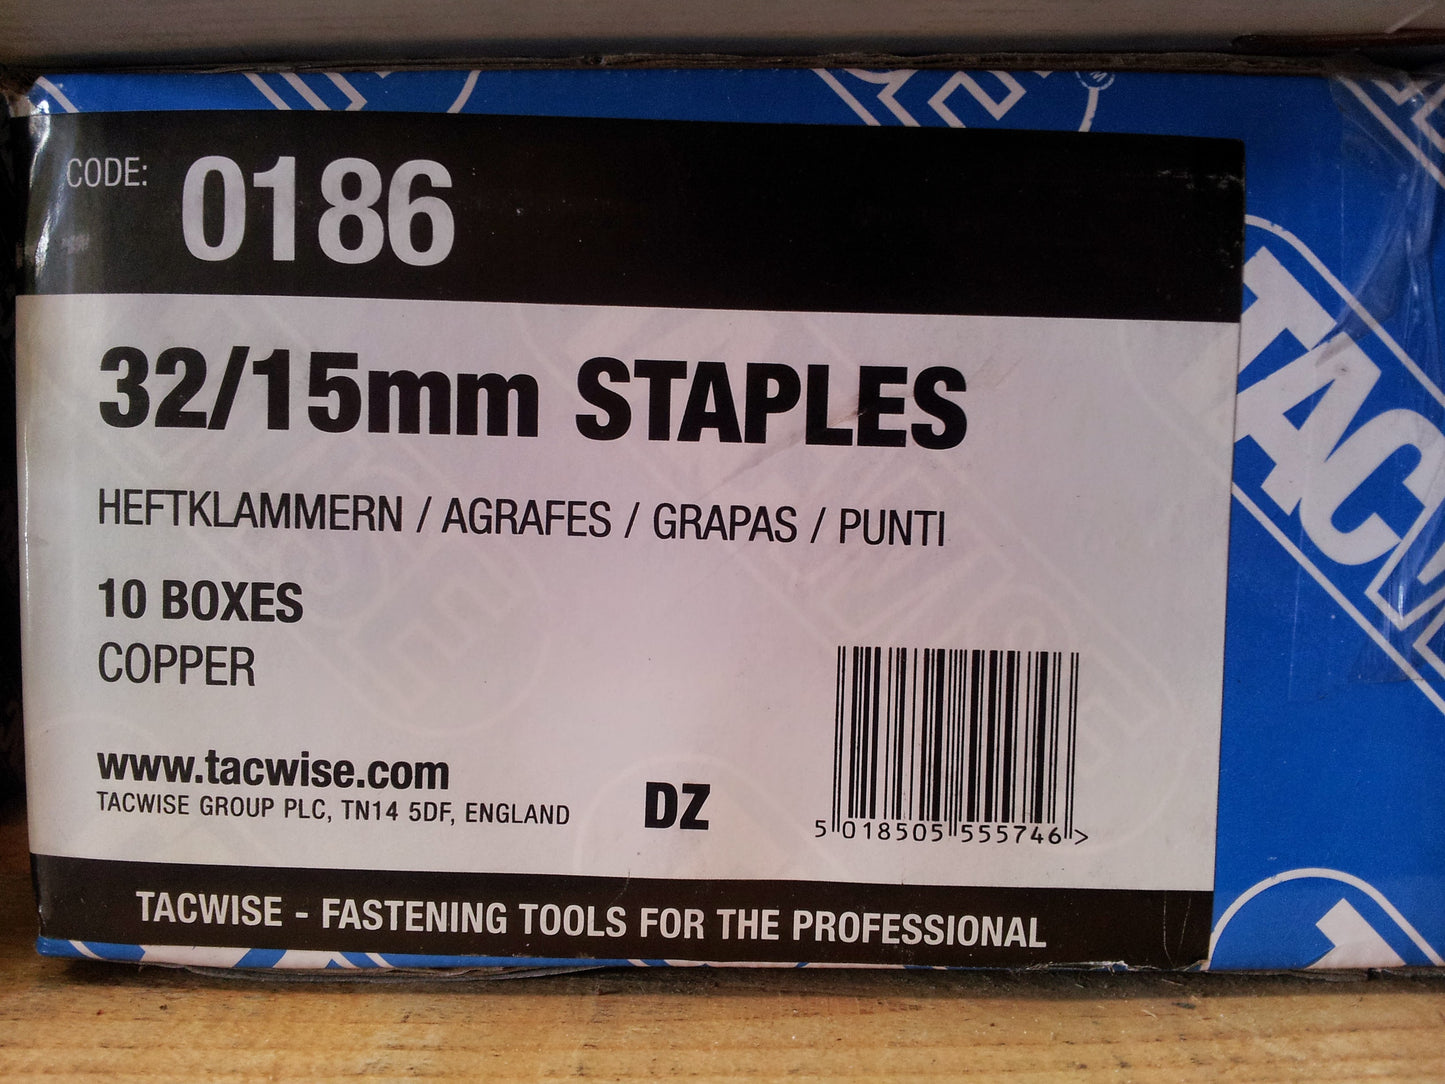 CODE: 0186
32/15mm STAPLES
HEFTKLAMMERN / AGRAFES / GRAPAS / PUNTI
10 BOXES
COPPER
www.tacwise.com
TACWISE GROUP PLC, TN14 5DF, ENGLAND
DZ
5 018505 555746 >
TACWISE - FASTENING TOOLS FOR THE PROFESSIONAL
TACW